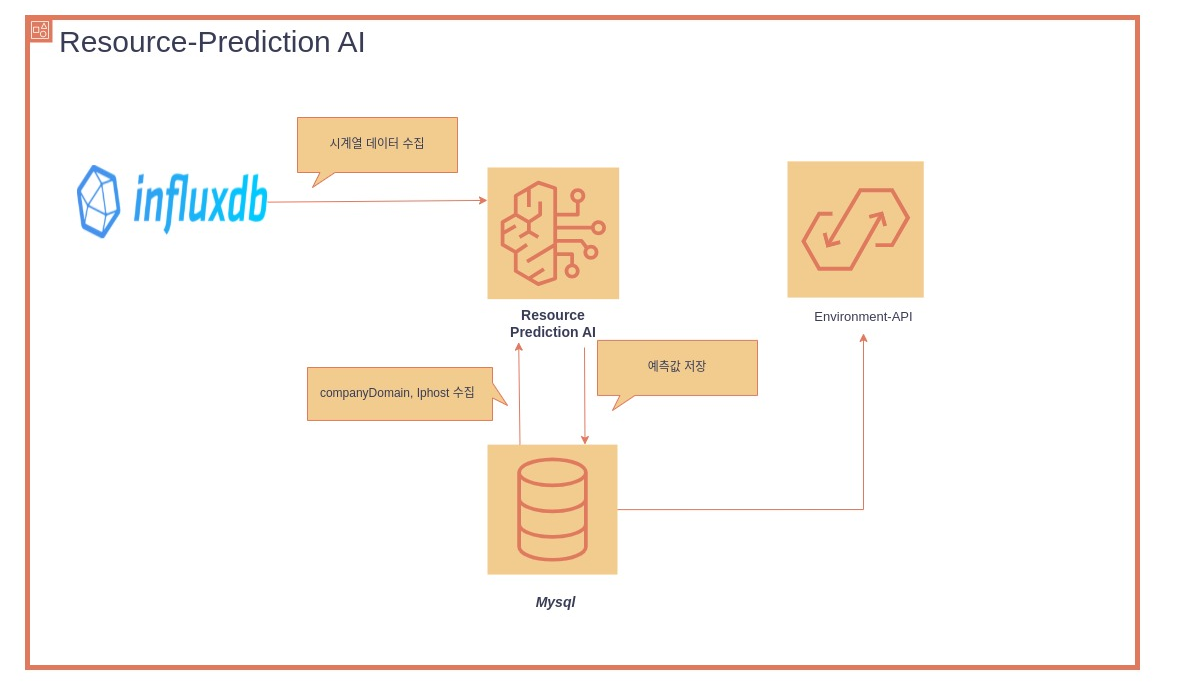 Resource-Prediction AI
시계열 데이터 수집
influxdb
Resource
Prediction AI
Environment-API
예측값 저장
companyDomain, Iphost 수집
Mysql